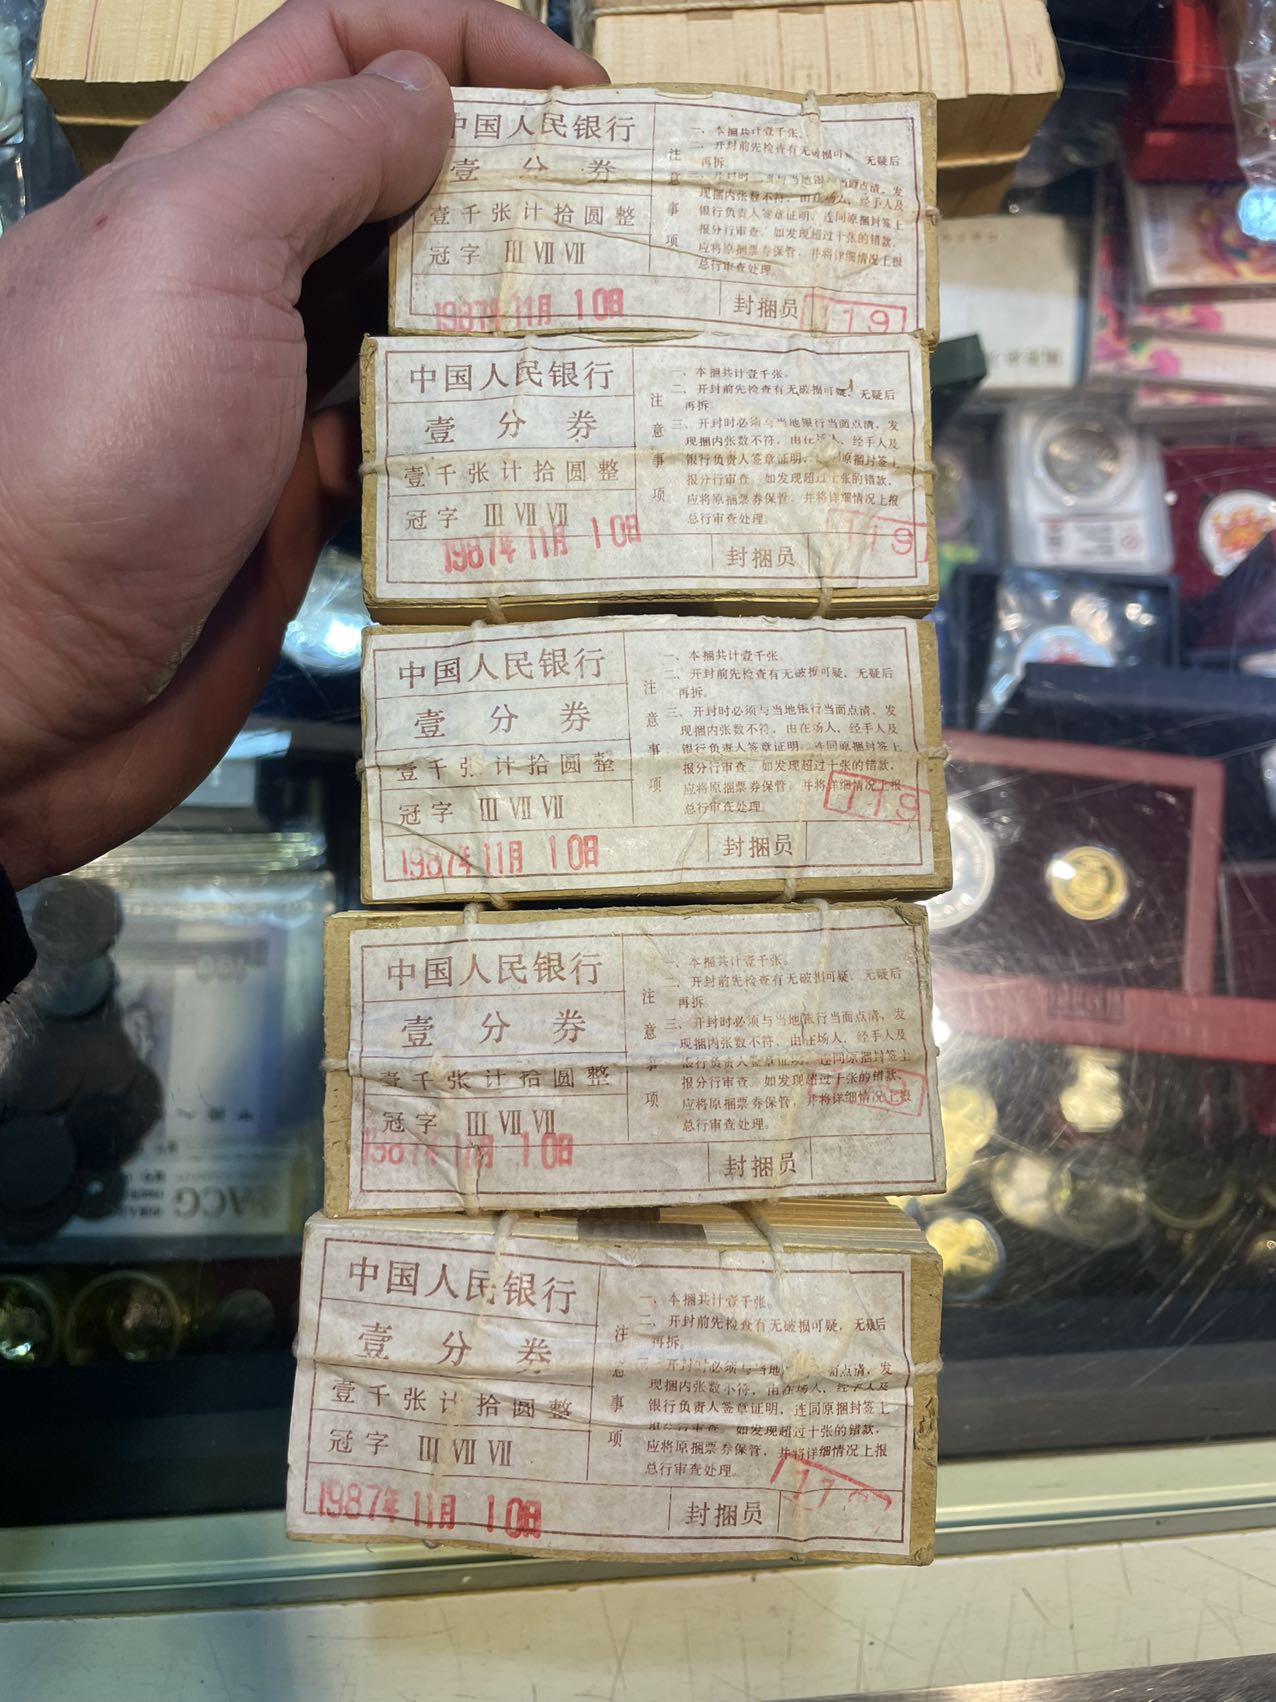 中国人民银行
壹分券
壹千张计拾圆整
冠字 III VII VII
1987年11月10日
注意事项
一、本捆共计壹千张。
二、开封前先检查有无破损可 无疑后
再拆.
三、开封时 与当地银 当面点清，发
现捆内张数不符，由在场人、经手人及
银行负责人签章证明，连同原捆封签上
报分行审查。如发现超过十张的错款，
应将原捆票券保管，并将详细情况上报
总行审查处理。
封捆员
119
中国人民银行
壹分券
壹千张计拾圆整
冠字 III VII VII
1987年11月10日
注意事项
一、本捆共计壹千张。
二、开封前先检查有无破损可疑，无疑后
再拆
三、开封时必须与当地银行当面点清，发
现捆内张数不符，由在场人、经手人及
银行负责人签章证明，连同原捆封签上
报分行审查。如发现超过十张的错款，
应将原捆票券保管，并将详细情况上报
总行审查处理。
封捆员
119
中国人民银行
壹分券
壹千张计拾圆整
冠字 III VII VII
1987年11月10日
注意事项
一、本捆共计壹千张。
二、开封前先检查有无破损可疑，无疑后
再拆。
三、开封时必须与当地银行当面点清，发
现捆内张数不符，由在场人、经手人及
银行负责人签章证明，连同原捆封签上
报分行审查。如发现超过十张的错款，
应将原捆票券保管，并将详细情况上报
总行审查处理。
封捆员
119
中国人民银行
壹分券
壹千张计拾圆整
冠字 III VII VII
1987年11月10日
注意事项
一、本捆共计壹千张。
二、开封前先检查有无破损可疑，无疑后
再拆
三、开封时必须与当地银行当面点清，发
现捆内张数不符，由在场人、经手人及
银行负责人签章证明，连同原捆封签上
报分行审查。如发现超过十张的错款，
应将原捆票券保管，并将详细情况上报
总行审查处理。
封捆员
中国人民银行
壹分券
壹千张计拾圆整
冠字 III VII VII
1987年11月10日
注意事项
一、本捆共计壹千张。
二、开封前先检查有无破损可疑，无疑后
再拆。
三、开封时必须与当地 面点清，发
现捆内张数不符，由在场人、经手人及
银行负责人签章证明，连同原捆封签上
报分行审查。如发现超过十张的错款，
应将原捆票券保管，并将详细情况上报
总行审查处理。
封捆员
ACG